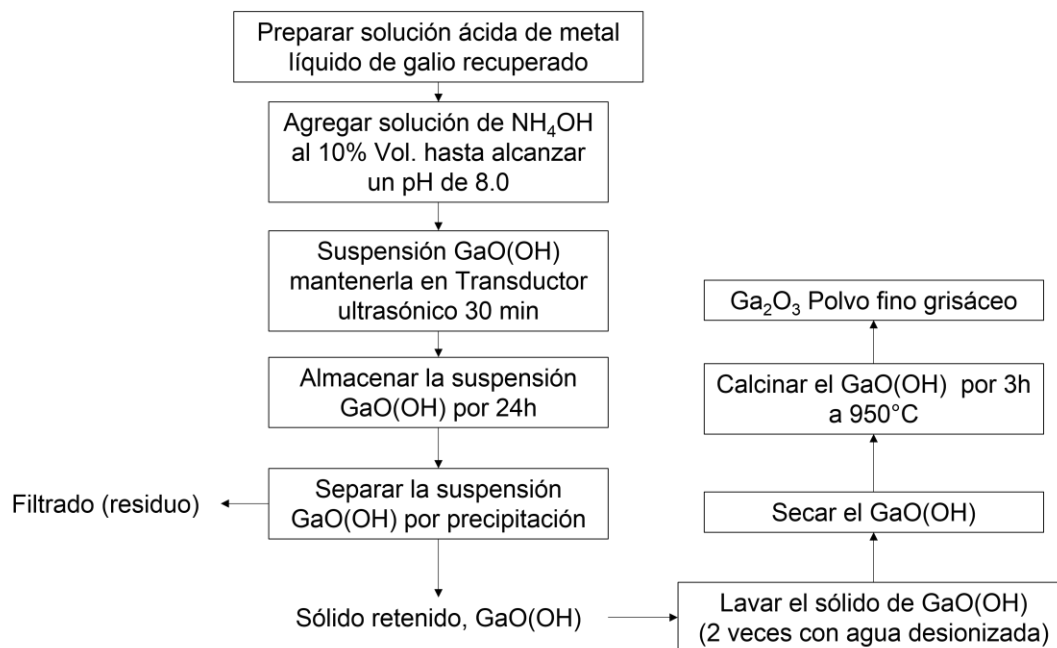 Preparar solución ácida de metal
líquido de galio recuperado
Agregar solución de NH₄OH
al 10% Vol. hasta alcanzar
un pH de 8.0
Suspensión GaO(OH)
mantenerla en Transductor
ultrasónico 30 min
Almacenar la suspensión
GaO(OH) por 24h
Separar la suspensión
GaO(OH) por precipitación
Filtrado (residuo)
Sólido retenido, GaO(OH)
Lavar el sólido de GaO(OH)
(2 veces con agua desionizada)
Secar el GaO(OH)
Calcinar el GaO(OH) por 3h
a 950°C
Ga₂O₃ Polvo fino grisáceo